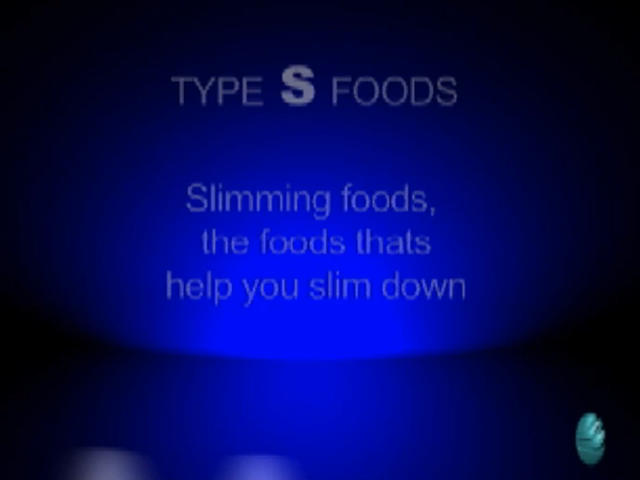 TYPE S FOODS
Slimming foods,
the foods thats
help you slim down